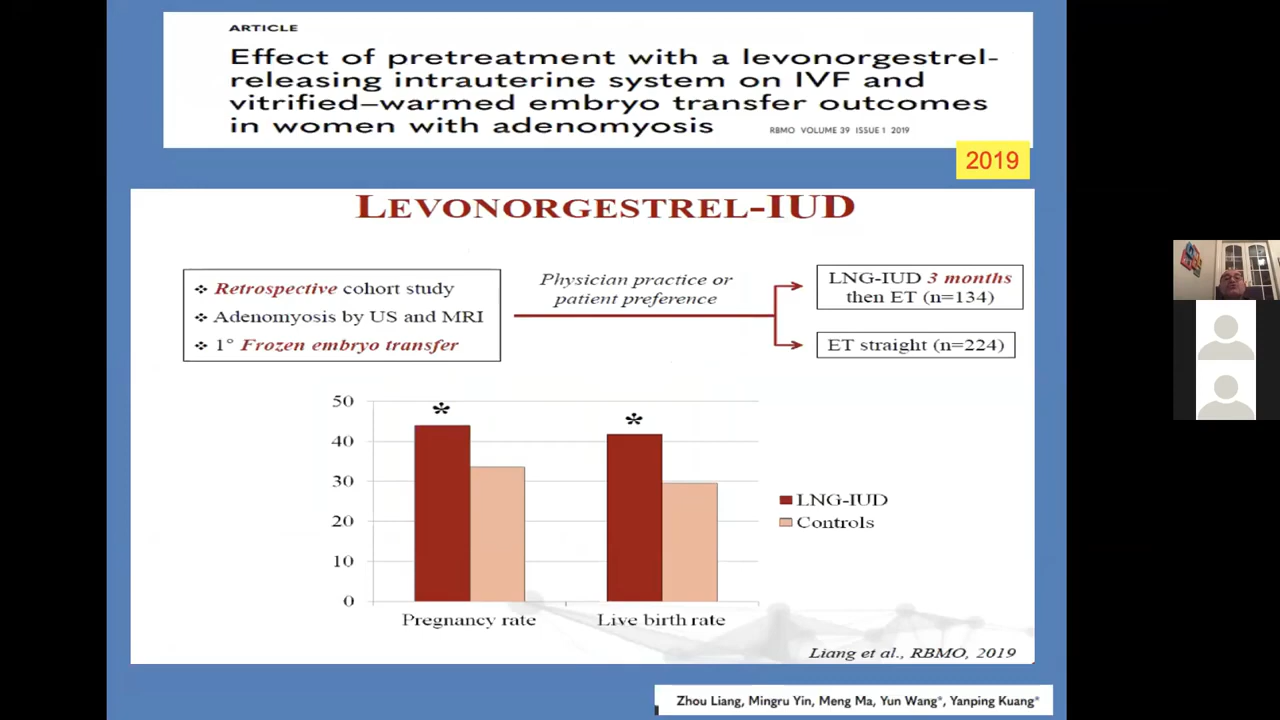 ARTICLE
Effect of pretreatment with a levonorgestrel-
releasing intrauterine system on IVF and
vitrified–warmed embryo transfer outcomes
in women with adenomyosis
RBMO VOLUME 39 ISSUE 1 2019
2019
LEVONORGESTREL-IUD
❖ Retrospective cohort study
❖ Adenomyosis by US and MRI
❖ 1° Frozen embryo transfer
Physician practice or
patient preference
LNG-IUD 3 months
then ET (n=134)
ET straight (n=224)
50
40
30
20
10
0
*
*
Pregnancy rate
Live birth rate
LNG-IUD
Controls
Liang et al., RBMO, 2019
Zhou Liang, Mingru Yin, Meng Ma, Yun Wang*, Yanping Kuang*